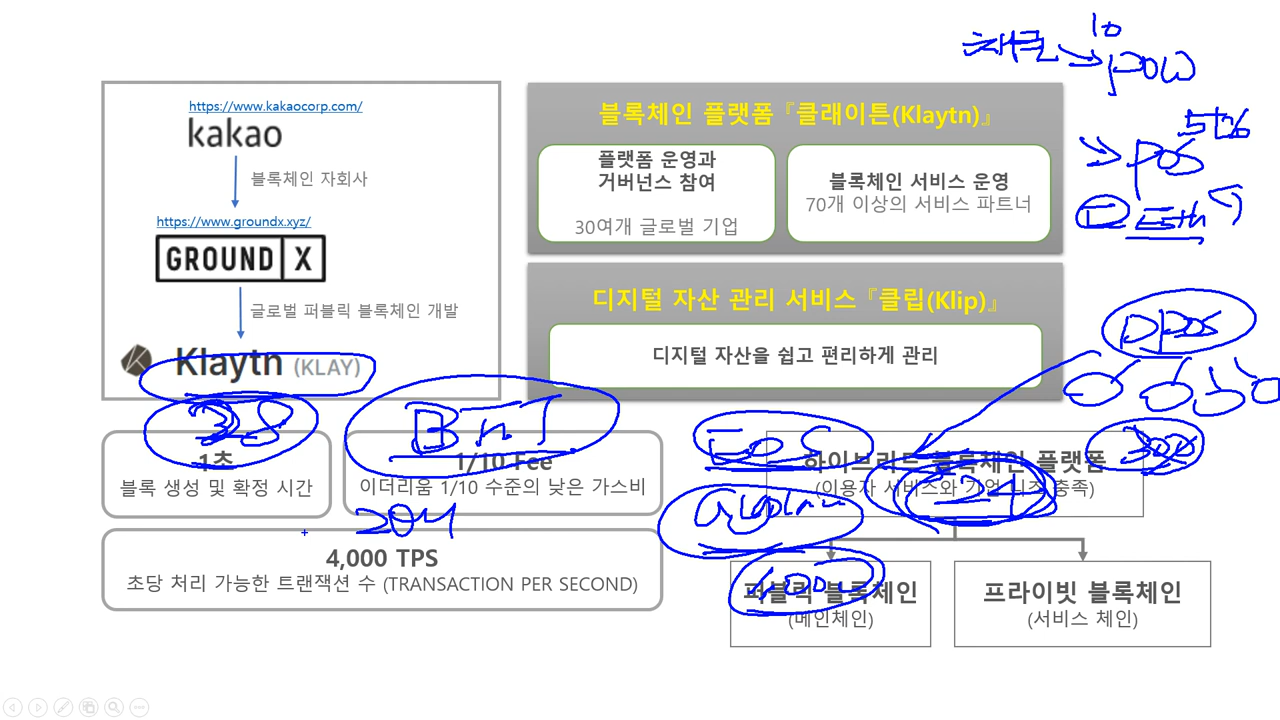 https://www.kakaocorp.com/
kakao
블록체인 자회사
https://www.groundx.xyz/
GROUND X
글로벌 퍼블릭 블록체인 개발
Klaytn (KLAY)
블록체인 플랫폼 『클래이튼(Klaytn)』
플랫폼 운영과
거버넌스 참여
30여개 글로벌 기업
블록체인 서비스 운영
70개 이상의 서비스 파트너
디지털 자산 관리 서비스 『클립(Klip)』
디지털 자산을 쉽고 편리하게 관리
10
POW
POS
DPOS
EOS
24
1초
블록 생성 및 확정 시간
1/10 Fee
이더리움 1/10 수준의 낮은 가스비
4,000 TPS
초당 처리 가능한 트랜잭션 수 (TRANSACTION PER SECOND)
하이브리드 블록체인 플랫폼
(이용자 서비스와 기업 충족)
퍼블릭 블록체인
(메인체인)
프라이빗 블록체인
(서비스 체인)